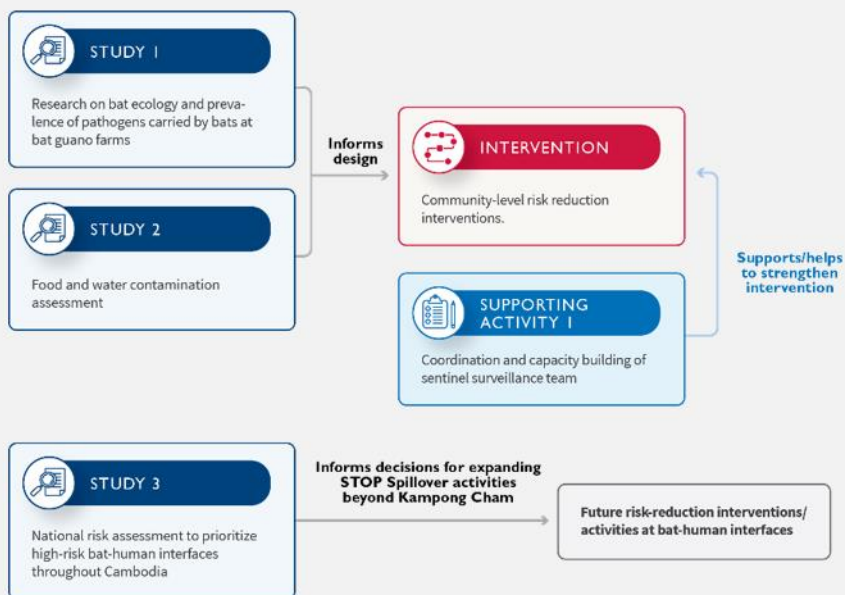 STUDY 1
Research on bat ecology and preva-
lence of pathogens carried by bats at
bat guano farms
Informs
design
INTERVENTION
Community-level risk reduction
interventions.
STUDY 2
Food and water contamination
assessment
Supports/helps
to strengthen
intervention
SUPPORTING
ACTIVITY 1
Coordination and capacity building of
sentinel surveillance team
STUDY 3
National risk assessment to prioritize
high-risk bat-human interfaces
throughout Cambodia
Informs decisions for expanding
STOP Spillover activities
beyond Kampong Cham
Future risk-reduction interventions/
activities at bat-human interfaces